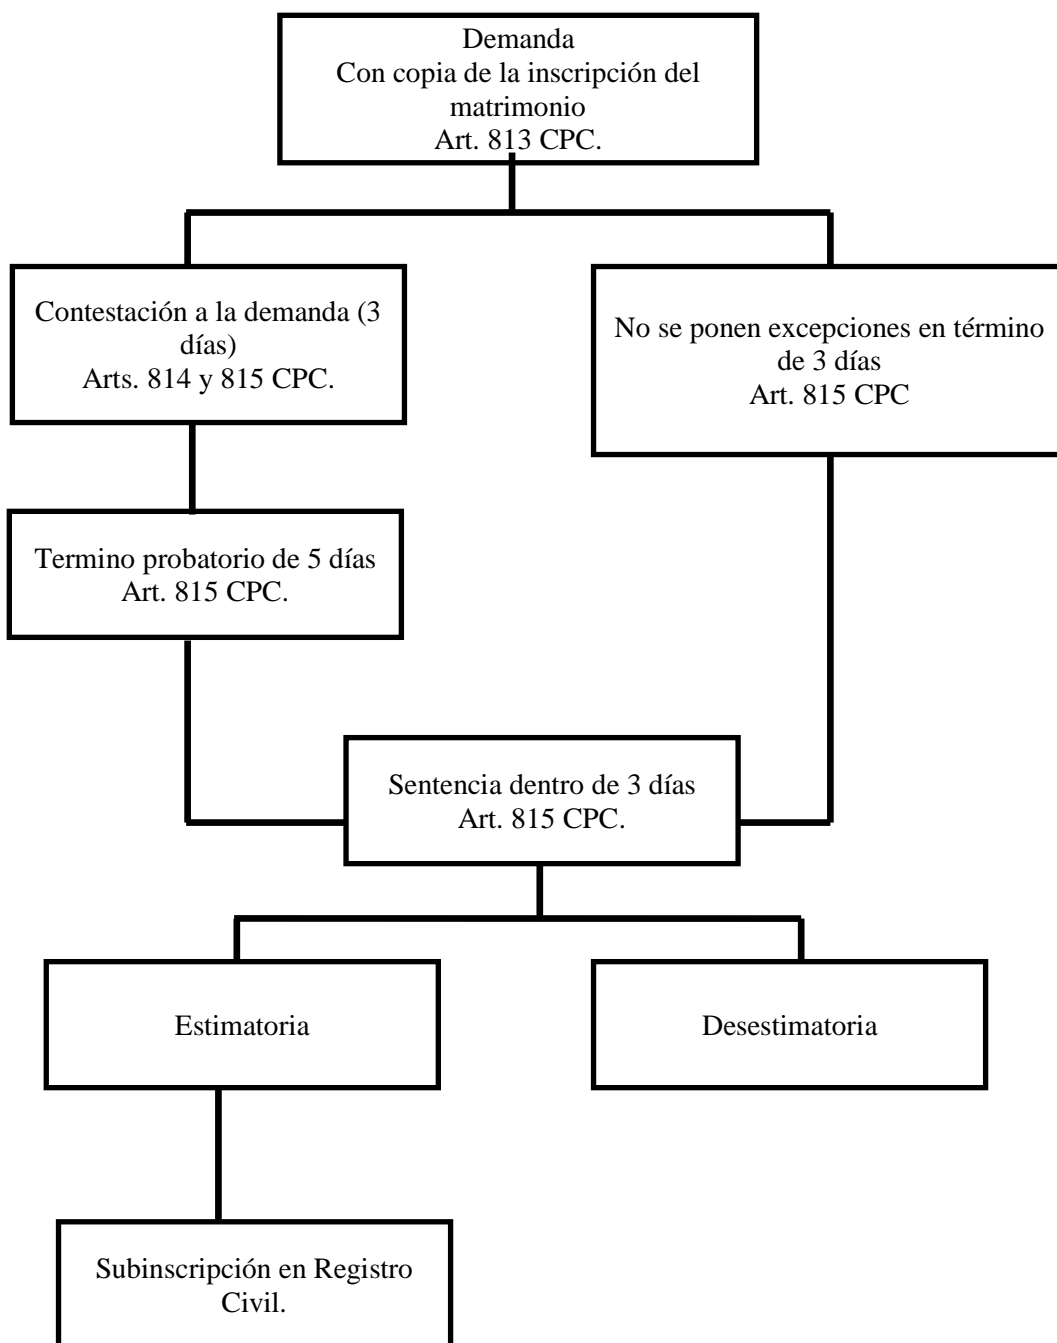 Demanda
Con copia de la inscripción del
matrimonio
Art. 813 CPC.
Contestación a la demanda (3
días)
Arts. 814 y 815 CPC.
No se ponen excepciones en término
de 3 días
Art. 815 CPC
Termino probatorio de 5 días
Art. 815 CPC.
Sentencia dentro de 3 días
Art. 815 CPC.
Estimatoria
Desestimatoria
Subinscripción en Registro
Civil.